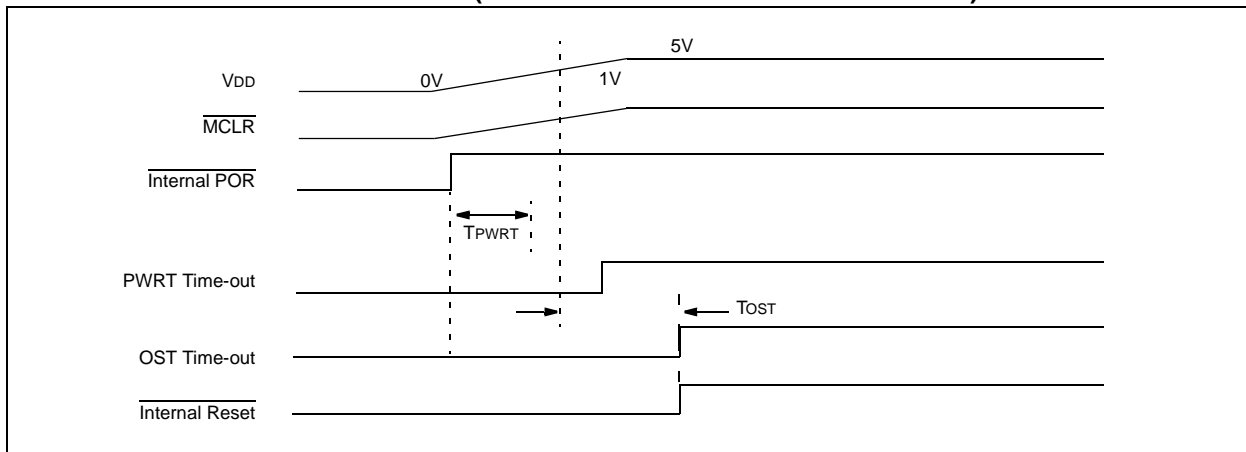 5V
VDD 0V 1V
MCLR
Internal POR
TPWRT
PWRT Time-out
TOST
OST Time-out
Internal Reset